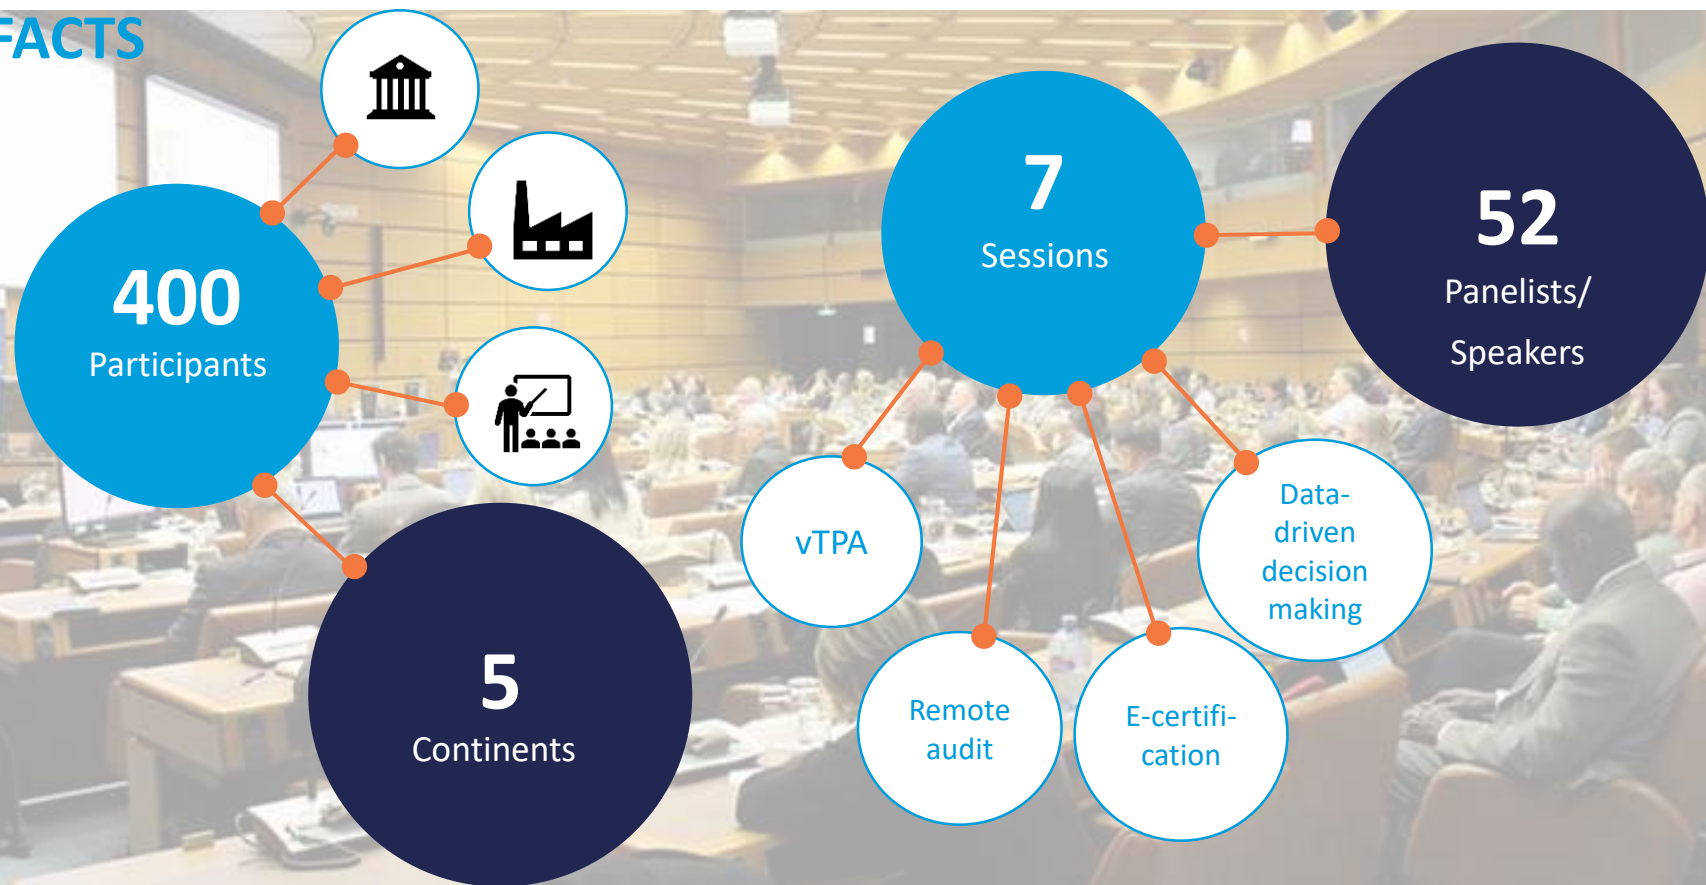 FACTS
400
Participants
5
Continents
7
Sessions
52
Panelists/
Speakers
vTPA
Remote
audit
E-certifi-
cation
Data-
driven
decision
making